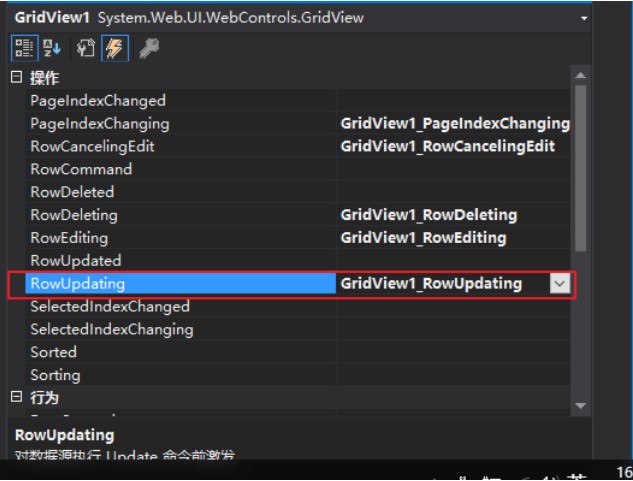 GridView1 System.Web.UI.WebControls.GridView
操作
PageIndexChanged
PageIndexChanging GridView1_PageIndexChanging
RowCancelingEdit GridView1_RowCancelingEdit
RowCommand
RowDeleted
RowDeleting GridView1_RowDeleting
RowEditing GridView1_RowEditing
RowUpdated
RowUpdating GridView1_RowUpdating
SelectedIndexChanged
SelectedIndexChanging
Sorted
Sorting
行为
RowUpdating
对数据源执行 Update 命令前激发
16